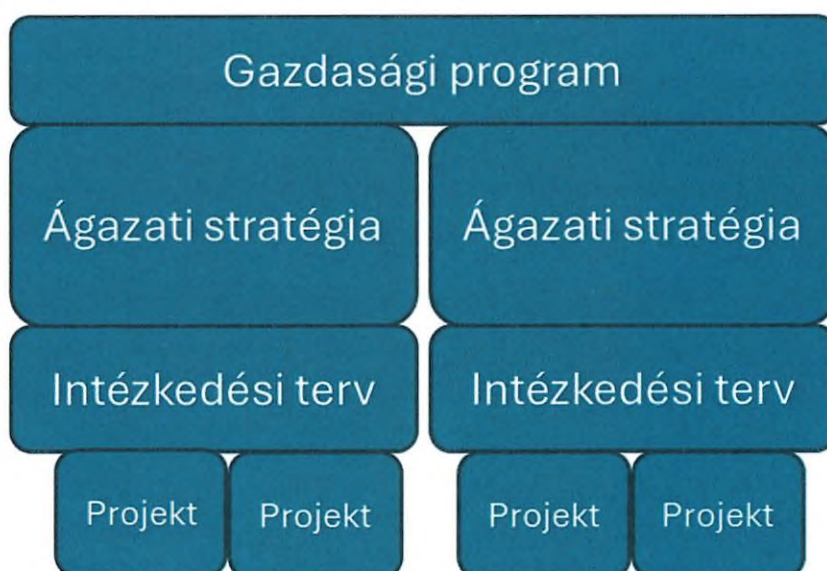 Gazdasági program
Ágazati stratégia
Ágazati stratégia
Intézkedési terv
Intézkedési terv
Projekt
Projekt
Projekt
Projekt